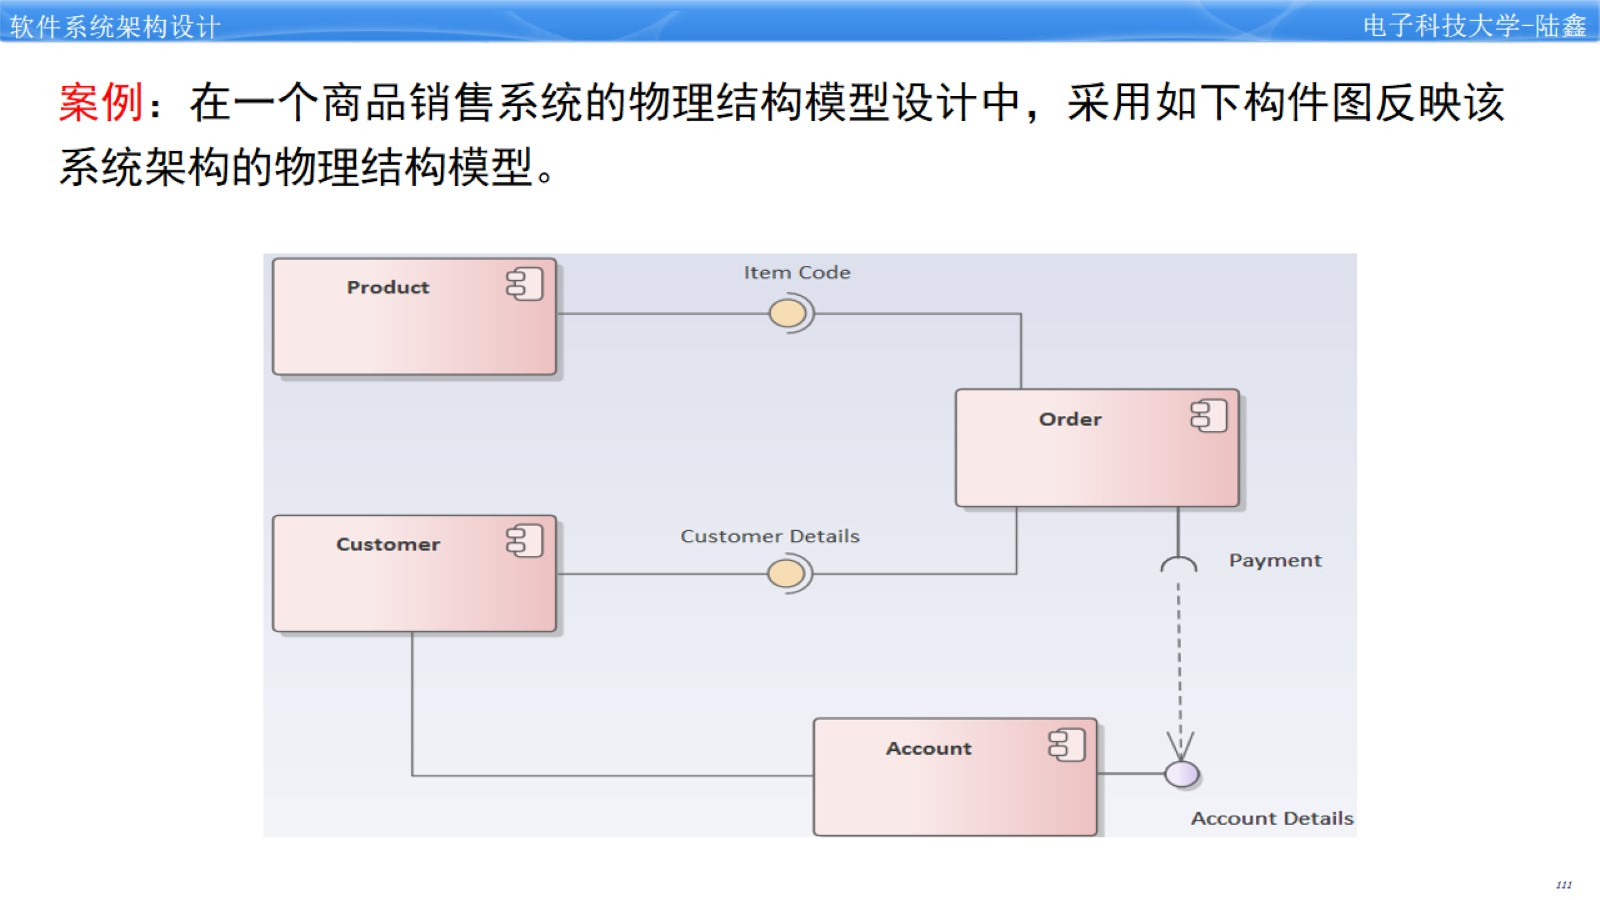 软件系统架构设计
电子科技大学-陆鑫
案例：在一个商品销售系统的物理结构模型设计中，采用如下构件图反映该
系统架构的物理结构模型。
Product
Item Code
Order
Customer
Customer Details
Payment
Account
Account Details
111